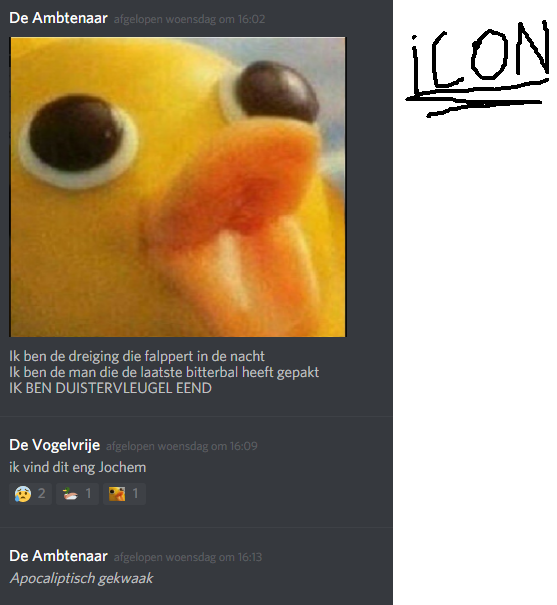 De Ambtenaar afgelopen woensdag om 16:02
iCON
Ik ben de dreiging die falppert in de nacht
Ik ben de man die de laatste bitterbal heeft gepakt
IK BEN DUISTERVLEUGEL EEND
De Vogelvrije afgelopen woensdag om 16:09
ik vind dit eng Jochem
2 1 1
De Ambtenaar afgelopen woensdag om 16:13
Apocaliptisch gekwaak